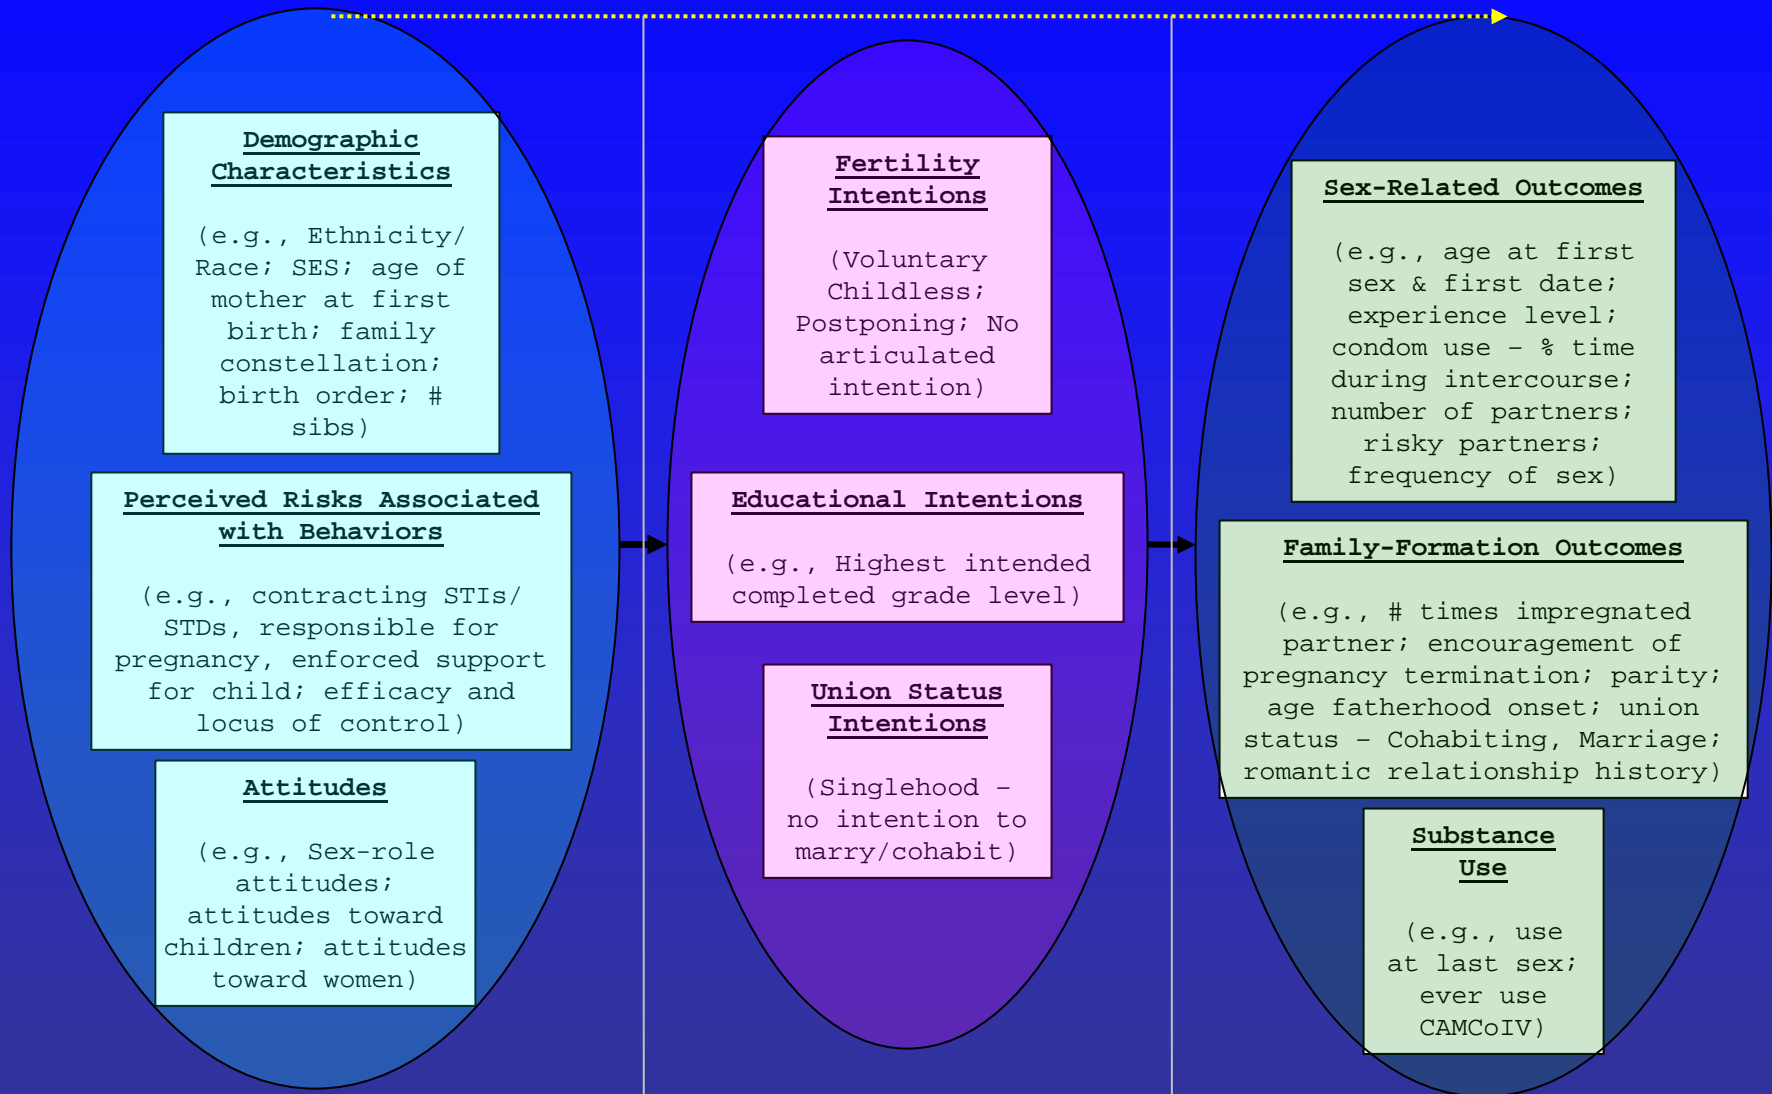 Demographic
Characteristics
(e.g., Ethnicity/
Race; SES; age of
mother at first
birth; family
constellation;
birth order; #
sibs)
Perceived Risks Associated
with Behaviors
(e.g., contracting STIs/
STDs, responsible for
pregnancy, enforced support
for child; efficacy and
locus of control)
Attitudes
(e.g., Sex-role
attitudes;
attitudes toward
children; attitudes
toward women)
Fertility
Intentions
(Voluntary
Childless;
Postponing; No
articulated
intention)
Educational Intentions
(e.g., Highest intended
completed grade level)
Union Status
Intentions
(Singlehood –
no intention to
marry/cohabit)
Sex-Related Outcomes
(e.g., age at first
sex & first date;
experience level;
condom use – % time
during intercourse;
number of partners;
risky partners;
frequency of sex)
Family-Formation Outcomes
(e.g., # times impregnated
partner; encouragement of
pregnancy termination; parity;
age fatherhood onset; union
status – Cohabiting, Marriage;
romantic relationship history)
Substance
Use
(e.g., use
at last sex;
ever use
CAMCoIV)